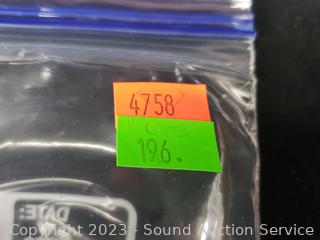 4758
196.
DATE:
Copyright 2023 - Sound Auction Service